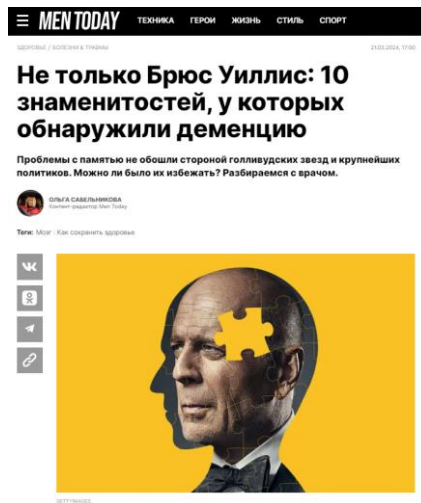 MEN TODAY
ТЕХНИКА ГЕРОИ ЖИЗНЬ СТИЛЬ СПОРТ
ЗДОРОВЬЕ / БОЛЕЗНИ & ТРАВМЫ
21.03.2024, 17:00
Не только Брюс Уиллис: 10
знаменитостей, у которых
обнаружили деменцию
Проблемы с памятью не обошли стороной голливудских звезд и крупнейших
политиков. Можно ли было их избежать? Разбираемся с врачом.
ОЛЬГА САБЕЛЬНИКОВА
Контент-редактор Men Today
Теги: Мозг | Как сохранить здоровье
GETTYIMAGES